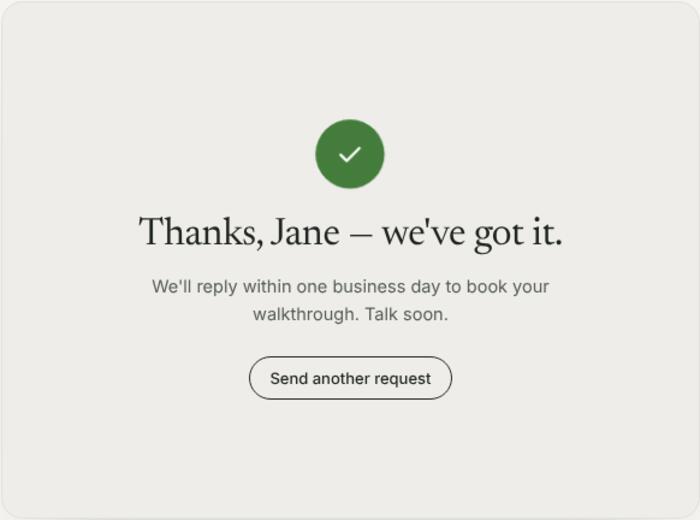 Thanks, Jane – we've got it.
We'll reply within one business day to book your
walkthrough. Talk soon.
Send another request